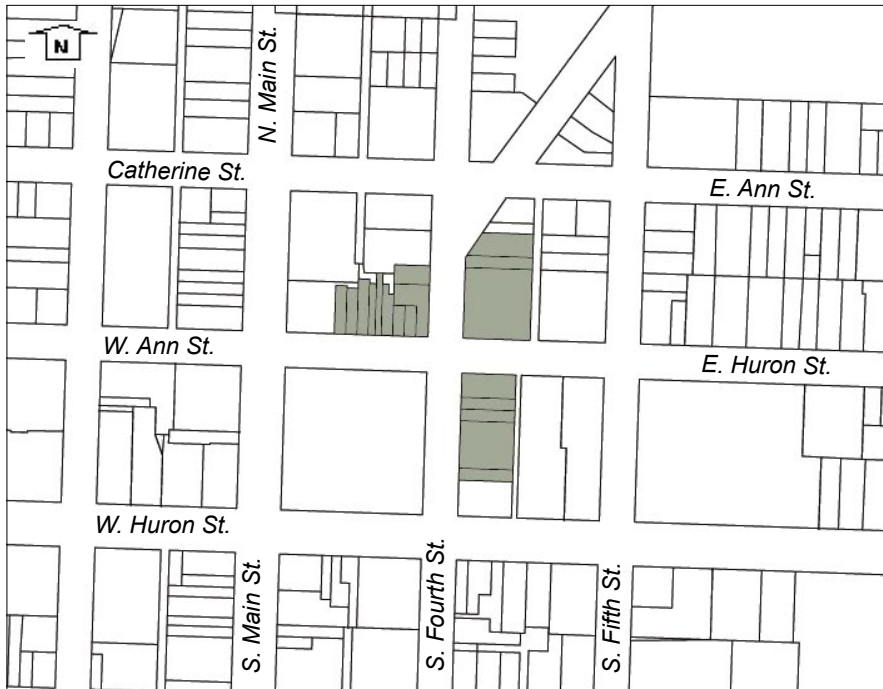 N
N. Main St.
Catherine St.
E. Ann St.
W. Ann St.
E. Huron St.
W. Huron St.
S. Main St.
S. Fourth St.
S. Fifth St.